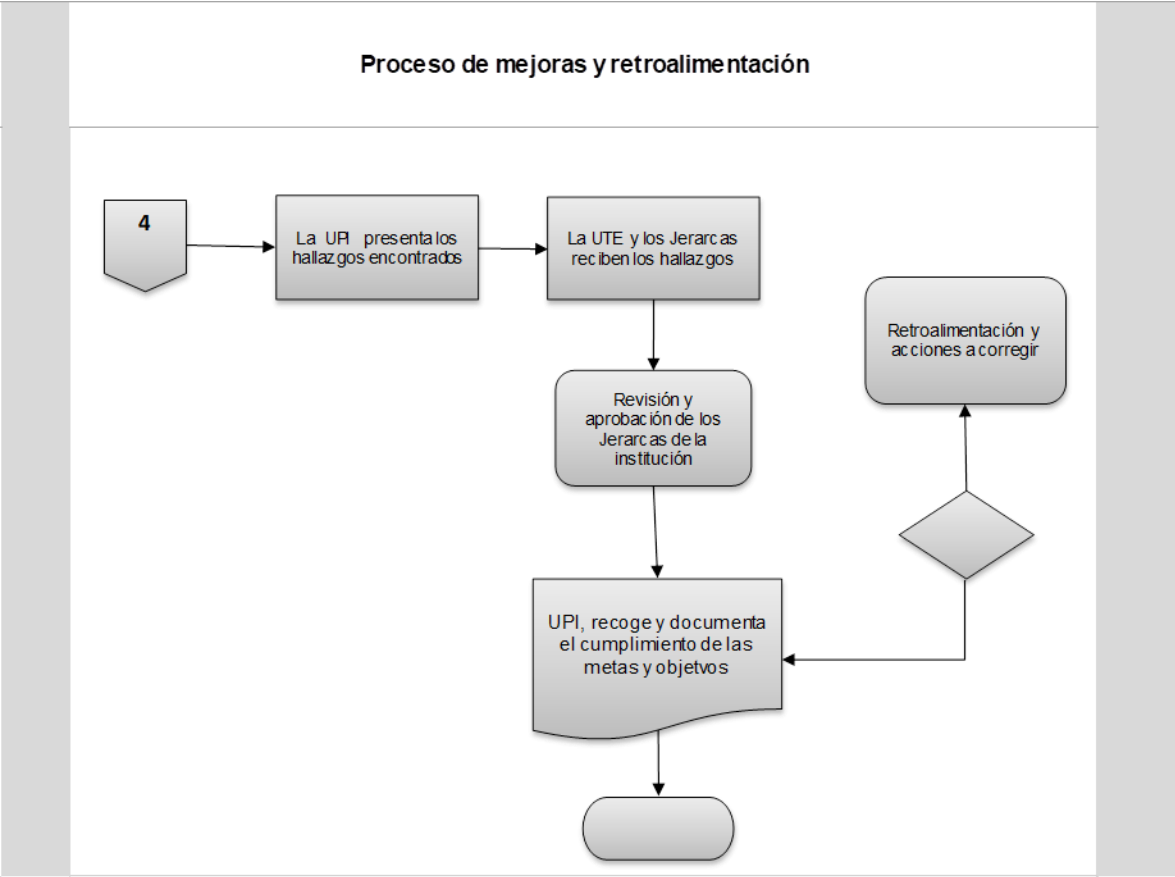 Proceso de mejoras y retroalimentación
4
La UPI presenta los
hallazgos encontrados
La UTE y los Jerarcas
reciben los hallazgos
Retroalimentación y
acciones a corregir
Revisión y
aprobación de los
Jerarcas de la
institución
UPI, recoge y documenta
el cumplimiento de las
metas y objetvos